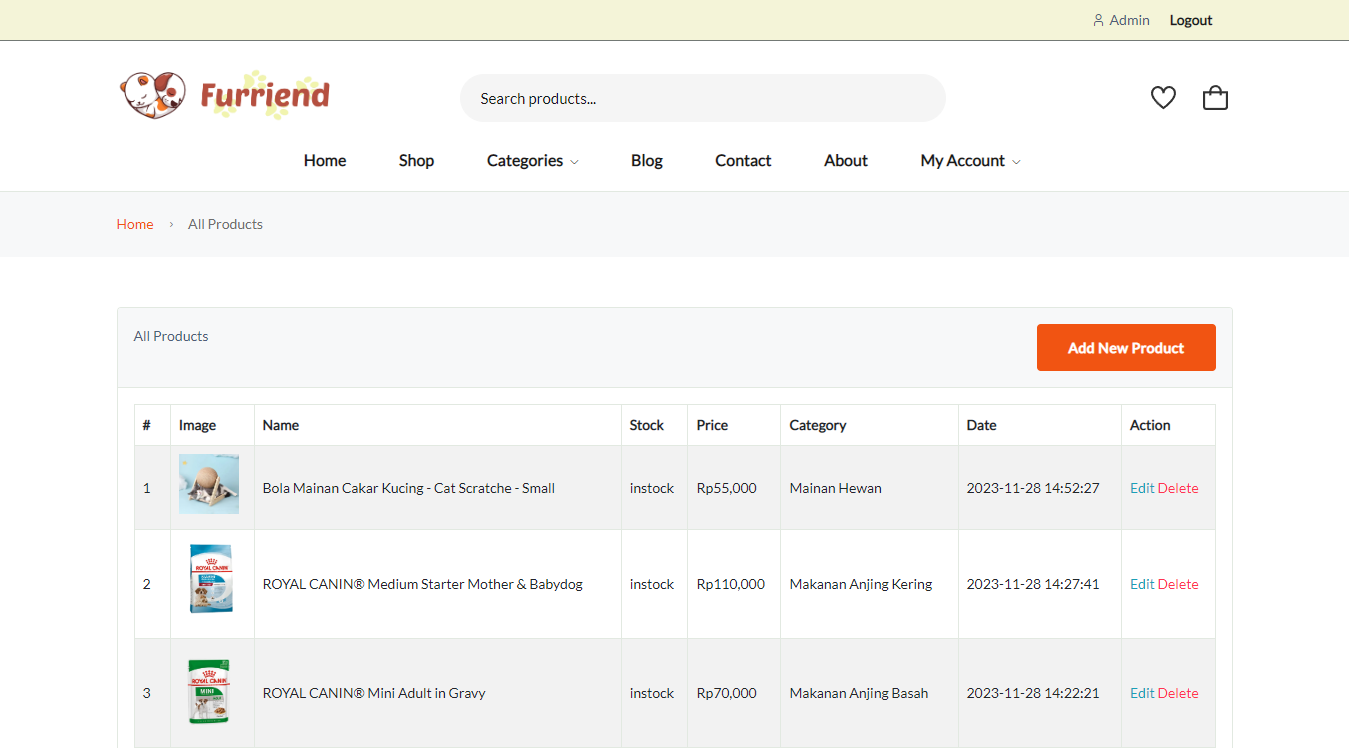 Admin Logout
Furriend
Search products...
Home Shop Categories Blog Contact About My Account
Home › All Products
All Products
Add New Product
# Image Name Stock Price Category Date Action
1 Bola Mainan Cakar Kucing - Cat Scratche - Small instock Rp55,000 Mainan Hewan 2023-11-28 14:52:27 Edit Delete
ROYAL CANIN
2 ROYAL CANIN® Medium Starter Mother & Babydog instock Rp110,000 Makanan Anjing Kering 2023-11-28 14:27:41 Edit Delete
ROYAL CANIN
MINI
3 ROYAL CANIN® Mini Adult in Gravy instock Rp70,000 Makanan Anjing Basah 2023-11-28 14:22:21 Edit Delete